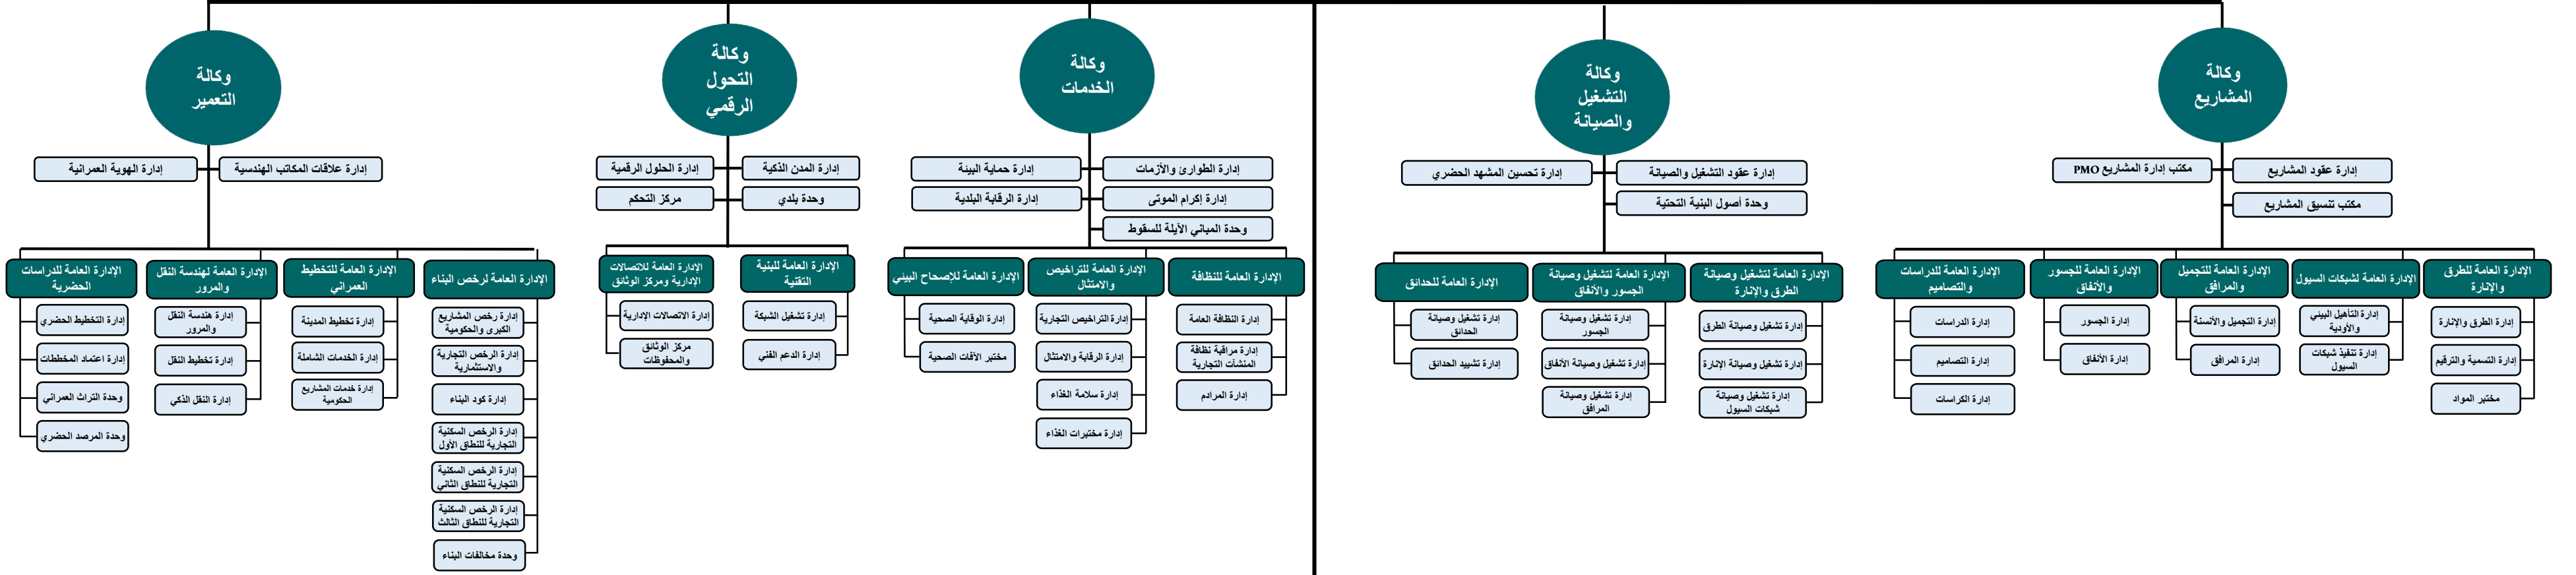 وكالة
المشاريع
إدارة عقود المشاريع
مكتب إدارة المشاريع PMO
مكتب تنسيق المشاريع
الإدارة العامة للطرق
والإنارة
إدارة الطرق والإنارة
إدارة التسمية والترقيم
مختبر المواد
الإدارة العامة لشبكات السيول
إدارة التأهيل البيئي
والأودية
إدارة تنفيذ شبكات
السيول
الإدارة العامة للتجميل
والمرافق
إدارة التجميل والأنسنة
إدارة المرافق
الإدارة العامة للجسور
والأنفاق
إدارة الجسور
إدارة الأنفاق
الإدارة العامة للدراسات
والتصاميم
إدارة الدراسات
إدارة التصاميم
إدارة الكراسات
وكالة
التشغيل
والصيانة
إدارة عقود التشغيل والصيانة
إدارة تحسين المشهد الحضري
وحدة أصول البنية التحتية
الإدارة العامة لتشغيل وصيانة
الطرق والإنارة
إدارة تشغيل وصيانة الطرق
إدارة تشغيل وصيانة الإنارة
إدارة تشغيل وصيانة
شبكات السيول
الإدارة العامة لتشغيل وصيانة
الجسور والأنفاق
إدارة تشغيل وصيانة
الجسور
إدارة تشغيل وصيانة الأنفاق
إدارة تشغيل وصيانة
المرافق
الإدارة العامة للحدائق
إدارة تشغيل وصيانة
الحدائق
إدارة تشييد الحدائق
وكالة
الخدمات
إدارة الطوارئ والأزمات
إدارة حماية البيئة
إدارة إكرام الموتى
إدارة الرقابة البلدية
وحدة المباني الآيلة للسقوط
الإدارة العامة للنظافة
إدارة النظافة العامة
إدارة مراقبة نظافة
المنشآت التجارية
إدارة المرادم
الإدارة العامة للتراخيص
والامتثال
إدارة التراخيص التجارية
إدارة الرقابة والامتثال
إدارة سلامة الغذاء
إدارة مختبرات الغذاء
الإدارة العامة للإصحاح البيئي
إدارة الوقاية الصحية
مختبر الآفات الصحية
وكالة
التحول
الرقمي
إدارة المدن الذكية
إدارة الحلول الرقمية
وحدة بلدي
مركز التحكم
الإدارة العامة للبنية
التقنية
إدارة تشغيل الشبكة
إدارة الدعم الفني
الإدارة العامة للاتصالات
الإدارية ومركز الوثائق
إدارة الاتصالات الإدارية
مركز الوثائق
والمحفوظات
وكالة
التعمير
إدارة علاقات المكاتب الهندسية
إدارة الهوية العمرانية
الإدارة العامة لرخص البناء
إدارة رخص المشاريع
الكبرى والحكومية
إدارة الرخص التجارية
والاستثمارية
إدارة كود البناء
إدارة الرخص السكنية
التجارية للنطاق الأول
إدارة الرخص السكنية
التجارية للنطاق الثاني
إدارة الرخص السكنية
التجارية للنطاق الثالث
وحدة مخالفات البناء
الإدارة العامة للتخطيط
العمراني
إدارة تخطيط المدينة
إدارة الخدمات الشاملة
إدارة خدمات المشاريع
الحكومية
الإدارة العامة لهندسة النقل
والمرور
إدارة هندسة النقل
والمرور
إدارة تخطيط النقل
إدارة النقل الذكي
الإدارة العامة للدراسات
الحضرية
إدارة التخطيط الحضري
إدارة اعتماد المخططات
وحدة التراث العمراني
وحدة المرصد الحضري